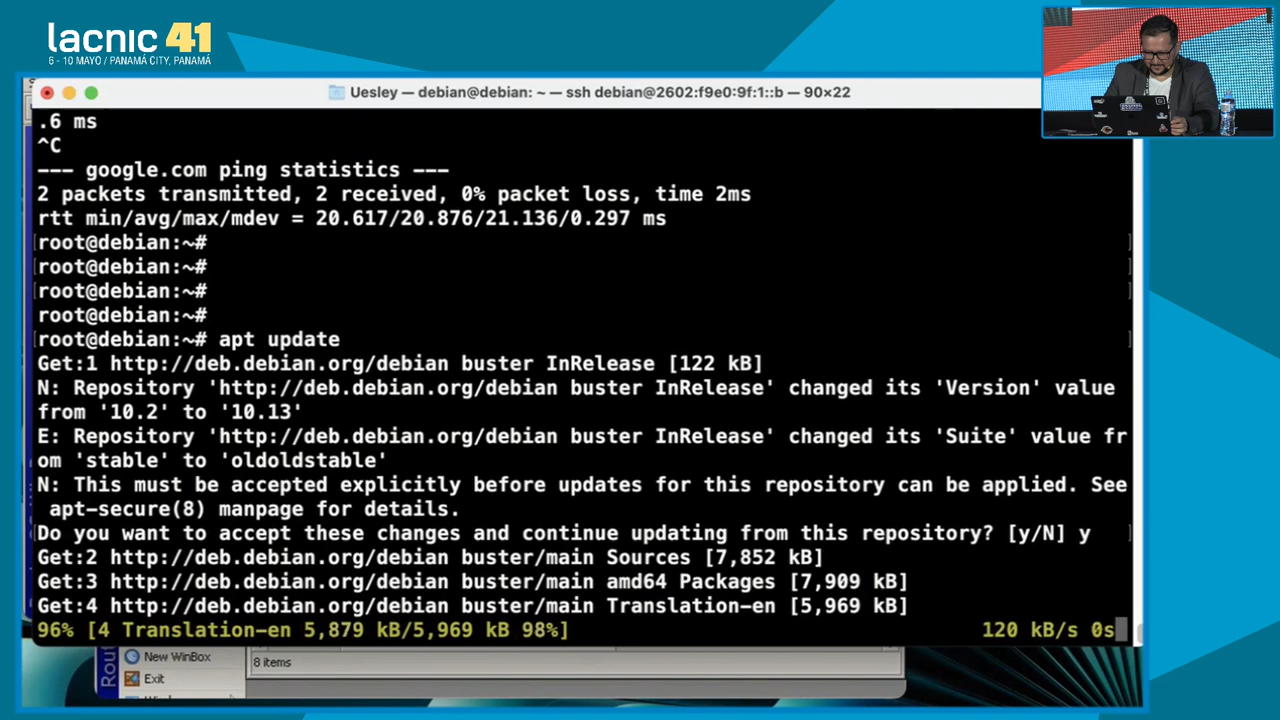 lacnic 41
6 - 10 MAYO / PANAMÁ CITY, PANAMÁ
Uesley — debian@debian: ~ — ssh debian@2602:f9e0:9f:1::b — 90×22
.6 ms
^C
--- google.com ping statistics ---
2 packets transmitted, 2 received, 0% packet loss, time 2ms
rtt min/avg/max/mdev = 20.617/20.876/21.136/0.297 ms
[root@debian:~# ]
[root@debian:~# ]
[root@debian:~# ]
[root@debian:~# ]
[root@debian:~# apt update ]
Get:1 http://deb.debian.org/debian buster InRelease [122 kB]
N: Repository 'http://deb.debian.org/debian buster InRelease' changed its 'Version' value
from '10.2' to '10.13'
E: Repository 'http://deb.debian.org/debian buster InRelease' changed its 'Suite' value fr
om 'stable' to 'oldoldstable'
N: This must be accepted explicitly before updates for this repository can be applied. See
apt-secure(8) manpage for details.
[Do you want to accept these changes and continue updating from this repository? [y/N] y ]
Get:2 http://deb.debian.org/debian buster/main Sources [7,852 kB]
Get:3 http://deb.debian.org/debian buster/main amd64 Packages [7,909 kB]
Get:4 http://deb.debian.org/debian buster/main Translation-en [5,969 kB]
96% [4 Translation-en 5,879 kB/5,969 kB 98%] 120 kB/s 0s
Rout
New WinBox
8 items
Exit